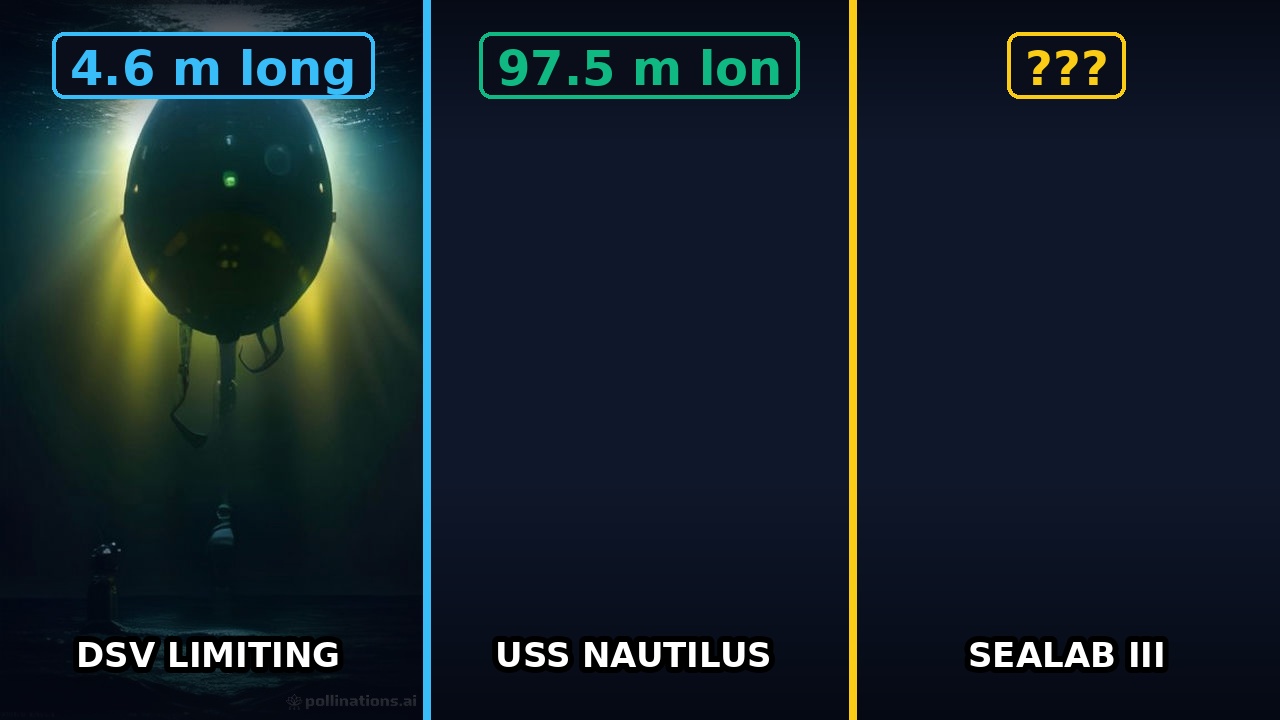 4.6 m long
97.5 m lon
???
DSV LIMITING
USS NAUTILUS
SEALAB III
pollinations.ai